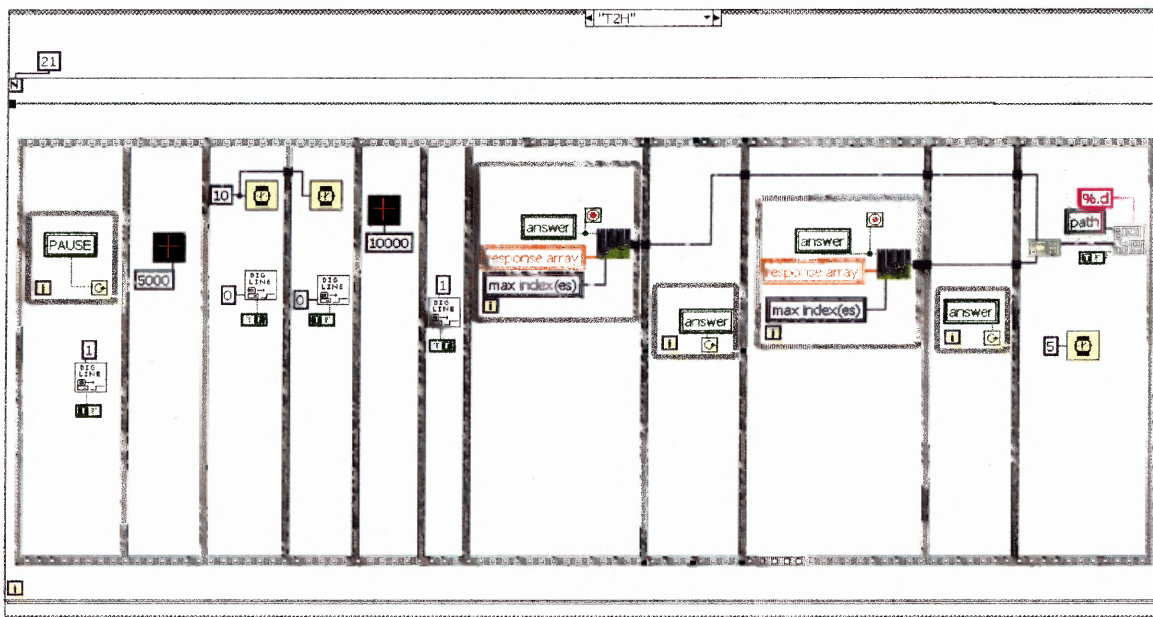 "T2H"
21
N
10
PAUSE
i
5000
1
DIG
LINE
T F
0
DIG
LINE
T F
0
DIG
LINE
T F
10000
1
DIG
LINE
T F
answer
response array
max index(es)
i
answer
i
answer
response array
max index(es)
i
answer
i
%.d
path
T F
5
i